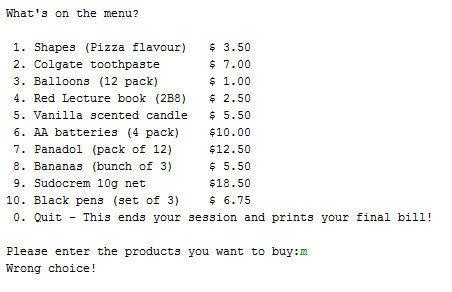 What's on the menu?
1. Shapes (Pizza flavour) $ 3.50
2. Colgate toothpaste $ 7.00
3. Balloons (12 pack) $ 1.00
4. Red Lecture book (2B8) $ 2.50
5. Vanilla scented candle $ 5.50
6. AA batteries (4 pack) $10.00
7. Panadol (pack of 12) $12.50
8. Bananas (bunch of 3) $ 5.50
9. Sudocrem 10g net $18.50
10. Black pens (set of 3) $ 6.75
0. Quit - This ends your session and prints your final bill!
Please enter the products you want to buy:m
Wrong choice!